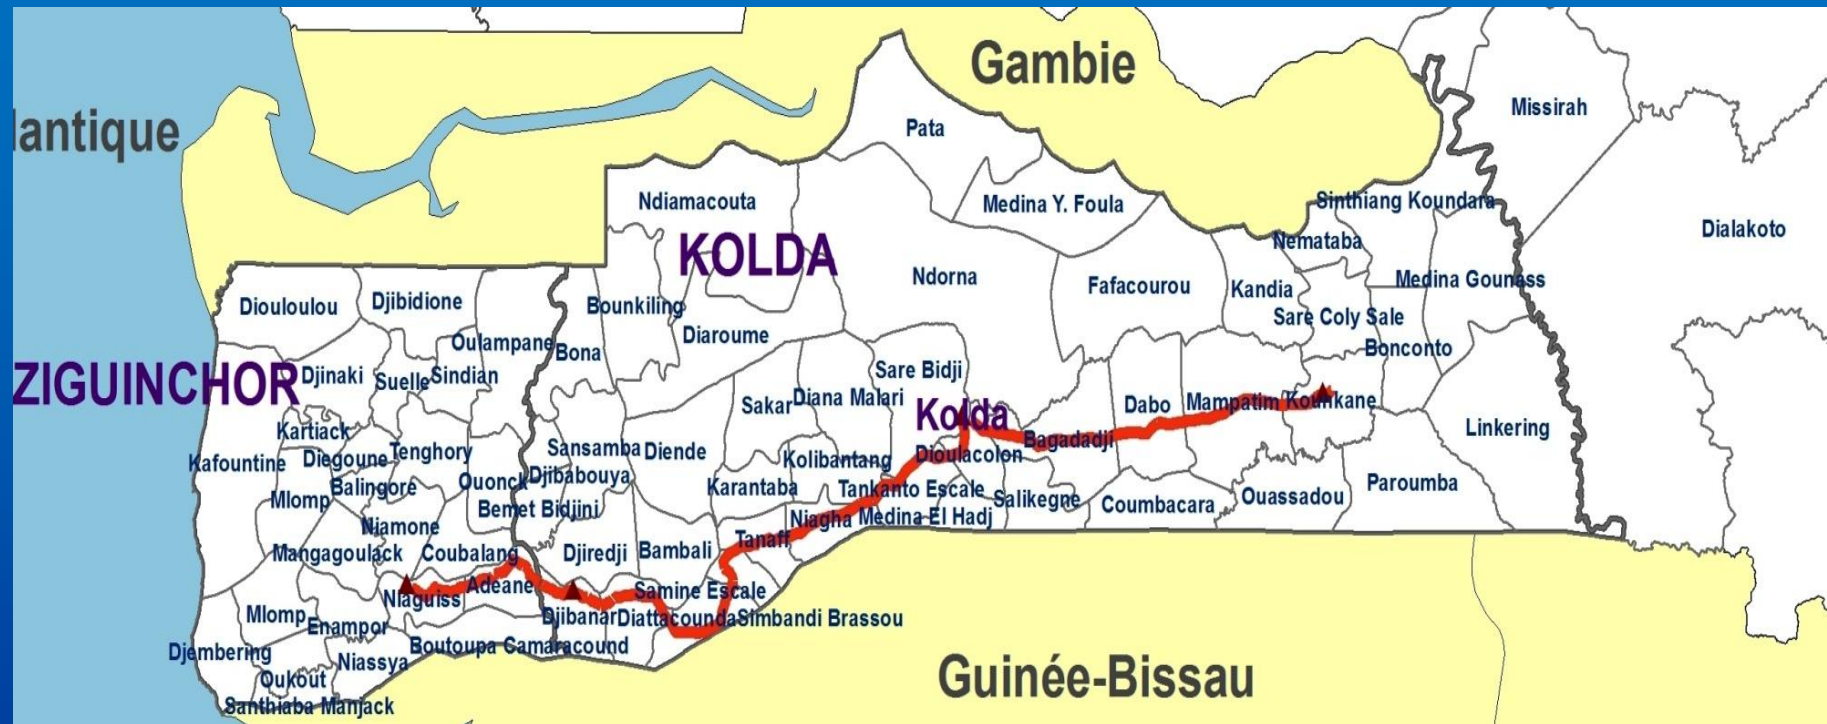 Gambie
lantique
Missirah
Pata
Ndiamacouta
Medina Y. Foula
Sinthiang Koundara
Dialakoto
Nemataba
KOLDA
Ndorna
Medina Gounass
Fafacourou
Kandia
Diouloulou
Djibidione
Bounkiling
Sare Coly Sale
Diaroume
Oulampane
Bona
Bonconto
Sare Bidji
ZIGUINCHOR
Djinaki
Suelle
Sindian
Diana Malari
Sakar
Dabo
Mampatim
Kounkane
Kolda
Linkering
Kartiack
Bagadadji
Sansamba
Diende
Tenghory
Dioulacolon
Kafountine
Diegoune
Kolibantang
Djibabouya
Ouonck
Paroumba
Balingore
Karantaba
Tankanto Escale
Salikegne
Ouassadou
Mlomp
Coumbacara
Bemet Bidjini
Niagha
Medina El Hadj
Niamone
Tanaff
Mangagoulack
Coubalang
Djiredji
Bambali
Adeane
Samine Escale
Niaguiss
Mlomp
Djibanar
Diattacounda
Simbandi Brassou
Enampor
Boutoupa Camaracound
Djembering
Niassya
Oukout
Guinée-Bissau
Santhiaba Manjack